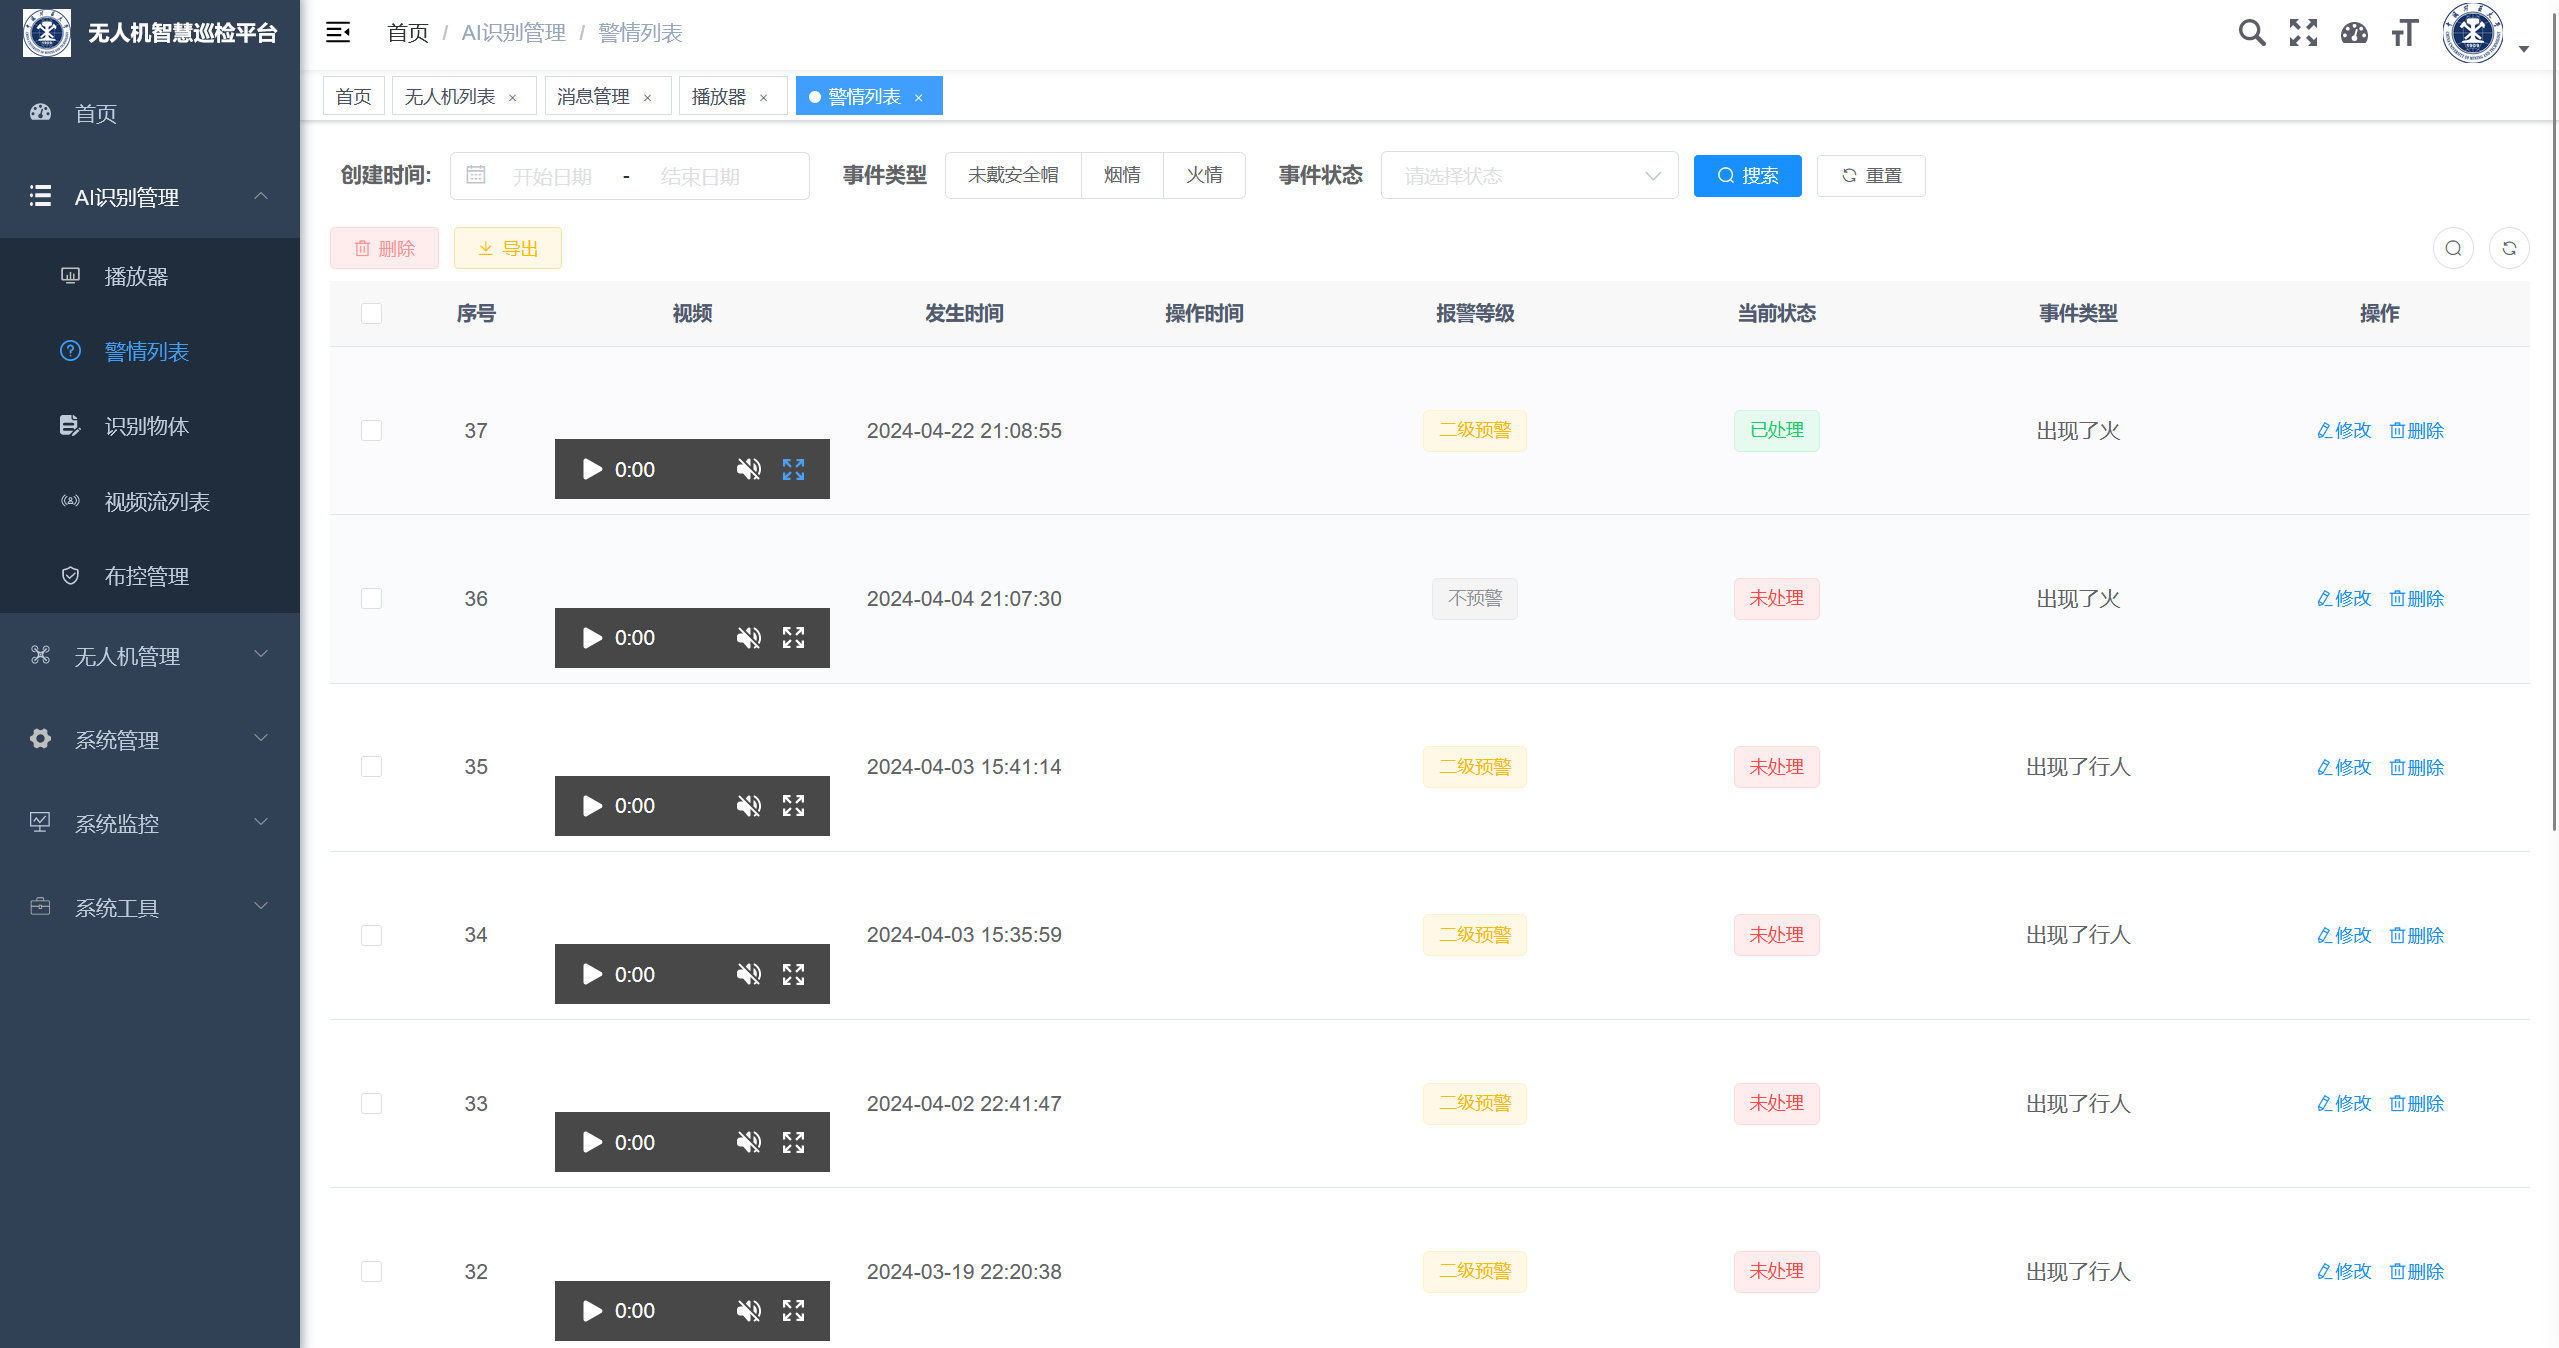 无人机智慧巡检平台
首页 / AI识别管理 / 警情列表
首页
AI识别管理
播放器
警情列表
识别物体
视频流列表
布控管理
无人机管理
系统管理
系统监控
系统工具
首页 无人机列表 × 消息管理 × 播放器 × 警情列表 ×
创建时间: 开始日期 - 结束日期 事件类型 未戴安全帽 烟情 火情 事件状态 请选择状态 搜索 重置
删除 导出
序号 视频 发生时间 操作时间 报警等级 当前状态 事件类型 操作
37 0:00 2024-04-22 21:08:55 二级预警 已处理 出现了火 修改 删除
36 0:00 2024-04-04 21:07:30 不预警 未处理 出现了火 修改 删除
35 0:00 2024-04-03 15:41:14 二级预警 未处理 出现了行人 修改 删除
34 0:00 2024-04-03 15:35:59 二级预警 未处理 出现了行人 修改 删除
33 0:00 2024-04-02 22:41:47 二级预警 未处理 出现了行人 修改 删除
32 0:00 2024-03-19 22:20:38 二级预警 未处理 出现了行人 修改 删除